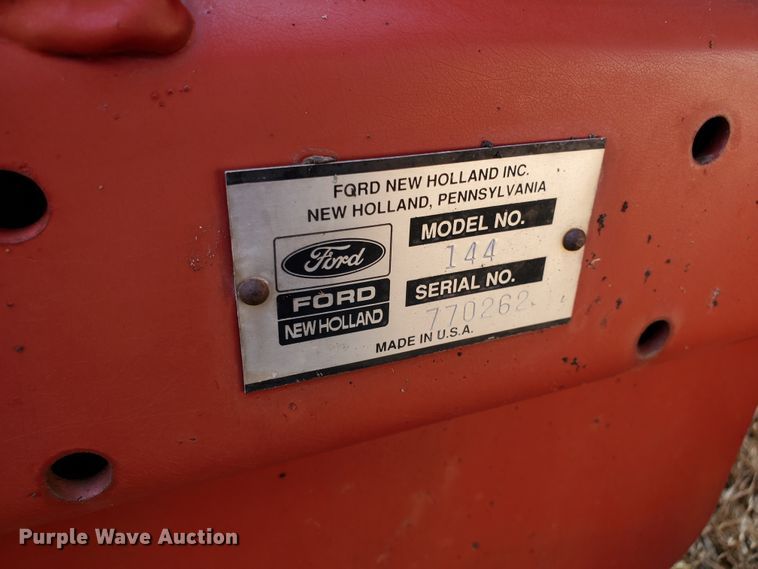 FORD NEW HOLLAND INC.
NEW HOLLAND, PENNSYLVANIA
Ford
FORD
NEW HOLLAND
MODEL NO.
144
SERIAL NO.
770262
MADE IN U.S.A.
Purple Wave Auction